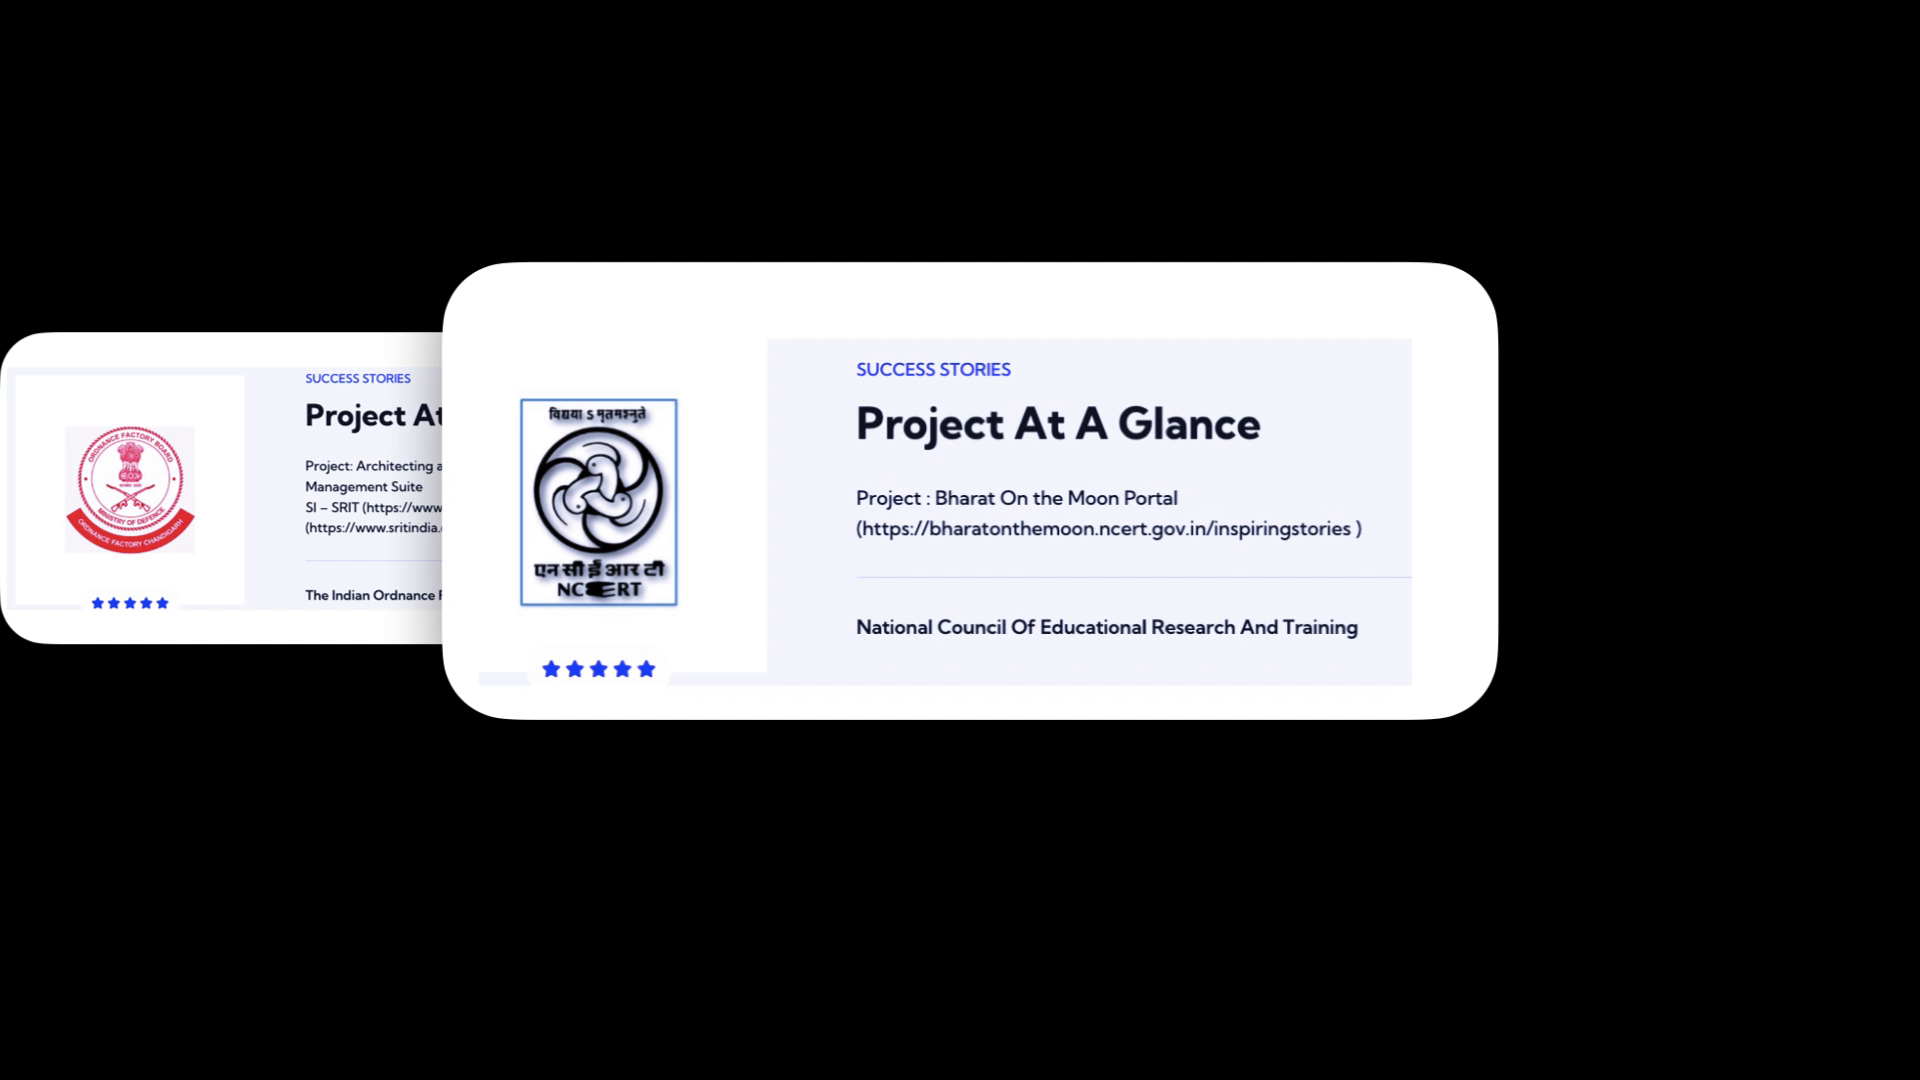 ORDNANCE FACTORY BOARD
MINISTRY OF DEFENCE
ORDNANCE FACTORY CHANDIGARH
SUCCESS STORIES
Project At
Project: Architecting a
Management Suite
SI – SRIT (https://www
(https://www.sritindia.
The Indian Ordnance
विद्यया ऽ मृतमश्नुते
एन सी ई आर टी
NCERT
SUCCESS STORIES
Project At A Glance
Project : Bharat On the Moon Portal
(https://bharatonthemoon.ncert.gov.in/inspiringstories )
National Council Of Educational Research And Training